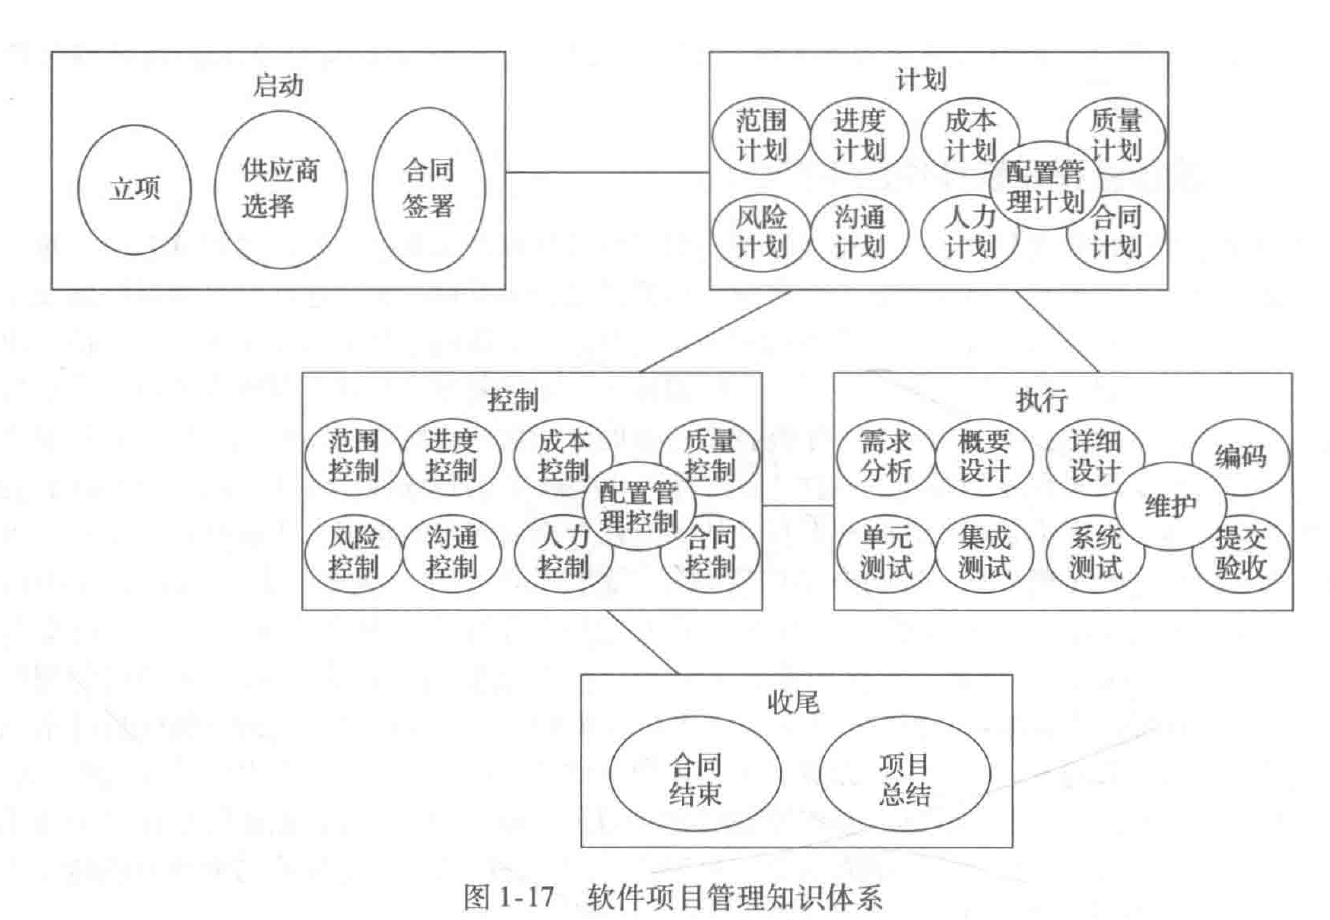 启动
立项
供应商
选择
合同
签署
计划
范围
计划
进度
计划
成本
计划
质量
计划
配置管
理计划
风险
计划
沟通
计划
人力
计划
合同
计划
控制
范围
控制
进度
控制
成本
控制
质量
控制
配置管
理控制
风险
控制
沟通
控制
人力
控制
合同
控制
执行
需求
分析
概要
设计
详细
设计
编码
维护
单元
测试
集成
测试
系统
测试
提交
验收
收尾
合同
结束
项目
总结
图 1-17 软件项目管理知识体系